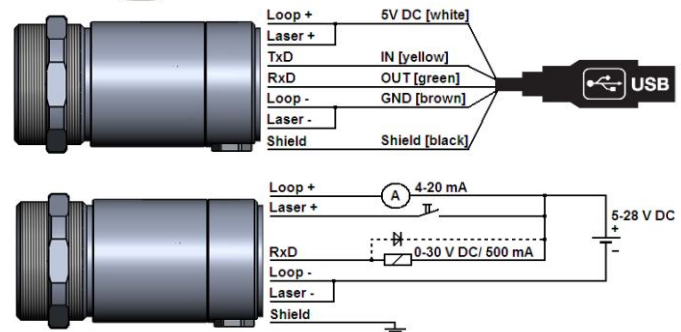 Loop + 5V DC [white]
Laser +
TxD IN [yellow]
RxD OUT [green]
Loop - GND [brown]
Laser -
Shield Shield [black]
USB
Loop + A 4-20 mA
Laser +
5-28 V DC
+
−
RxD 0-30 V DC/ 500 mA
Loop -
Laser -
Shield